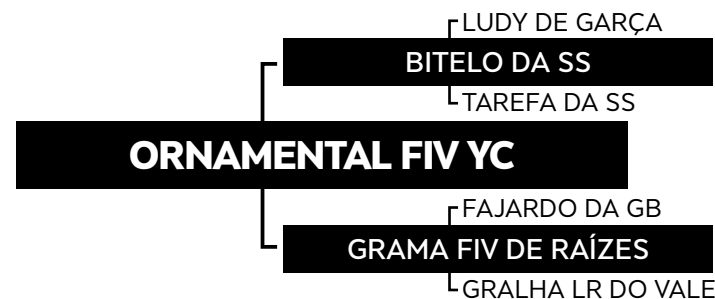 LUDY DE GARÇA
BITELO DA SS
TAREFA DA SS
ORNAMENTAL FIV YC
FAJARDO DA GB
GRAMA FIV DE RAÍZES
GRALHA LR DO VALE